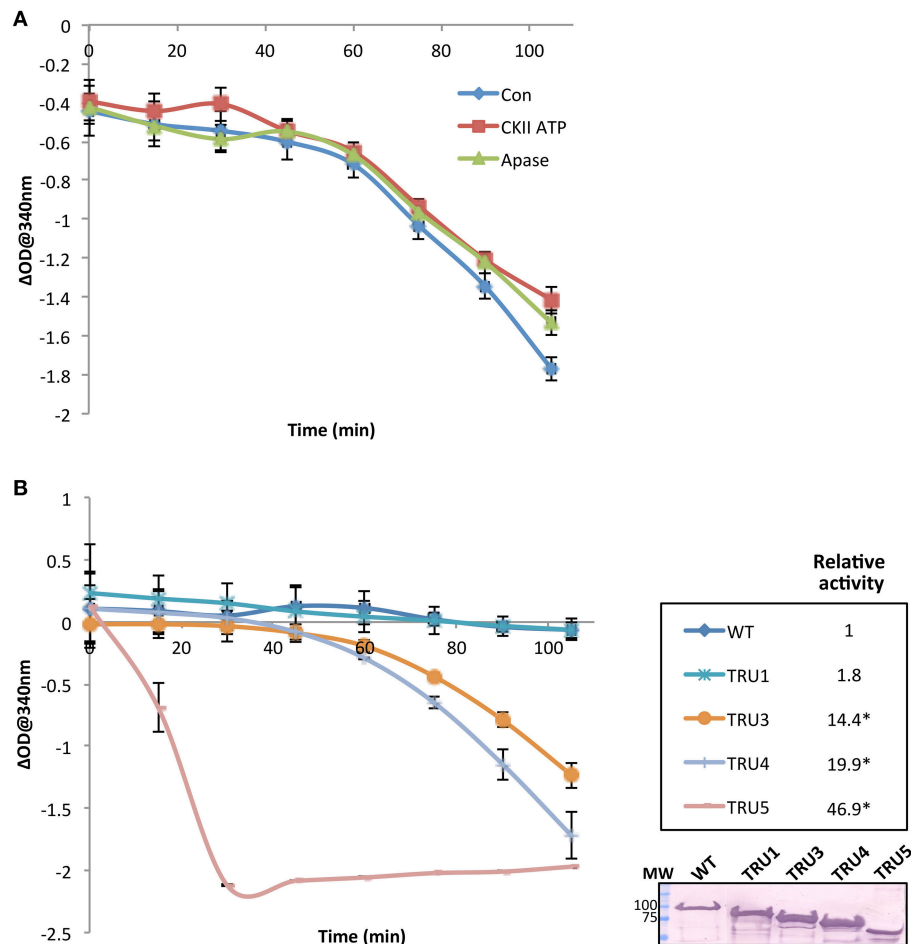 A
0
0 20 40 60 80 100
-0.2
-0.4
-0.6
-0.8
-1
-1.2
-1.4
-1.6
-1.8
-2
ΔOD@340nm
Time (min)
Con
CKII ATP
Apase
B
1
0.5
0
-0.5
-1
-1.5
-2
-2.5
0 20 40 60 80 100
ΔOD@340nm
Time (min)
Relative
activity
WT 1
TRU1 1.8
TRU3 14.4*
TRU4 19.9*
TRU5 46.9*
MW WT TRU1 TRU3 TRU4 TRU5
100
75